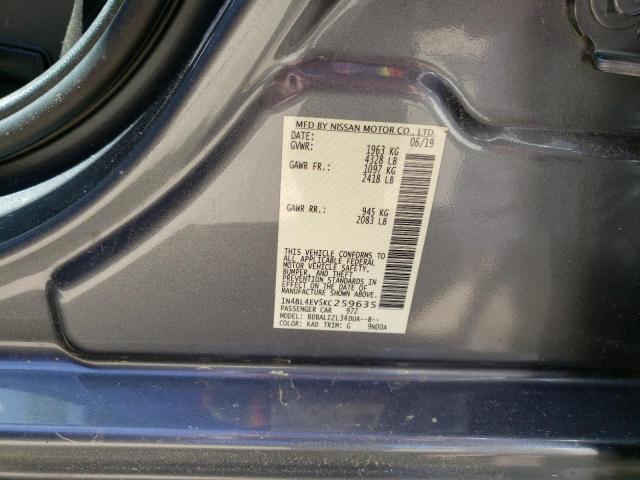 MFD BY NISSAN MOTOR CO., LTD.
DATE: 06/19
GVWR: 1963 KG
4328 LB
GAWR FR.: 1097 KG
2418 LB
GAWR RR.: 945 KG
2083 LB
THIS VEHICLE CONFORMS TO
ALL APPLICABLE FEDERAL
MOTOR VEHICLE SAFETY,
BUMPER, AND THEFT
PREVENTION STANDARDS IN
EFFECT ON THE DATE OF
MANUFACTURE SHOWN ABOVE.
1N4BL4EV5KC259635
PASSENGER CAR 972
MODEL: BDBALIZL34DUA--B--
COLOR: KAD TRIM: G 9N00A